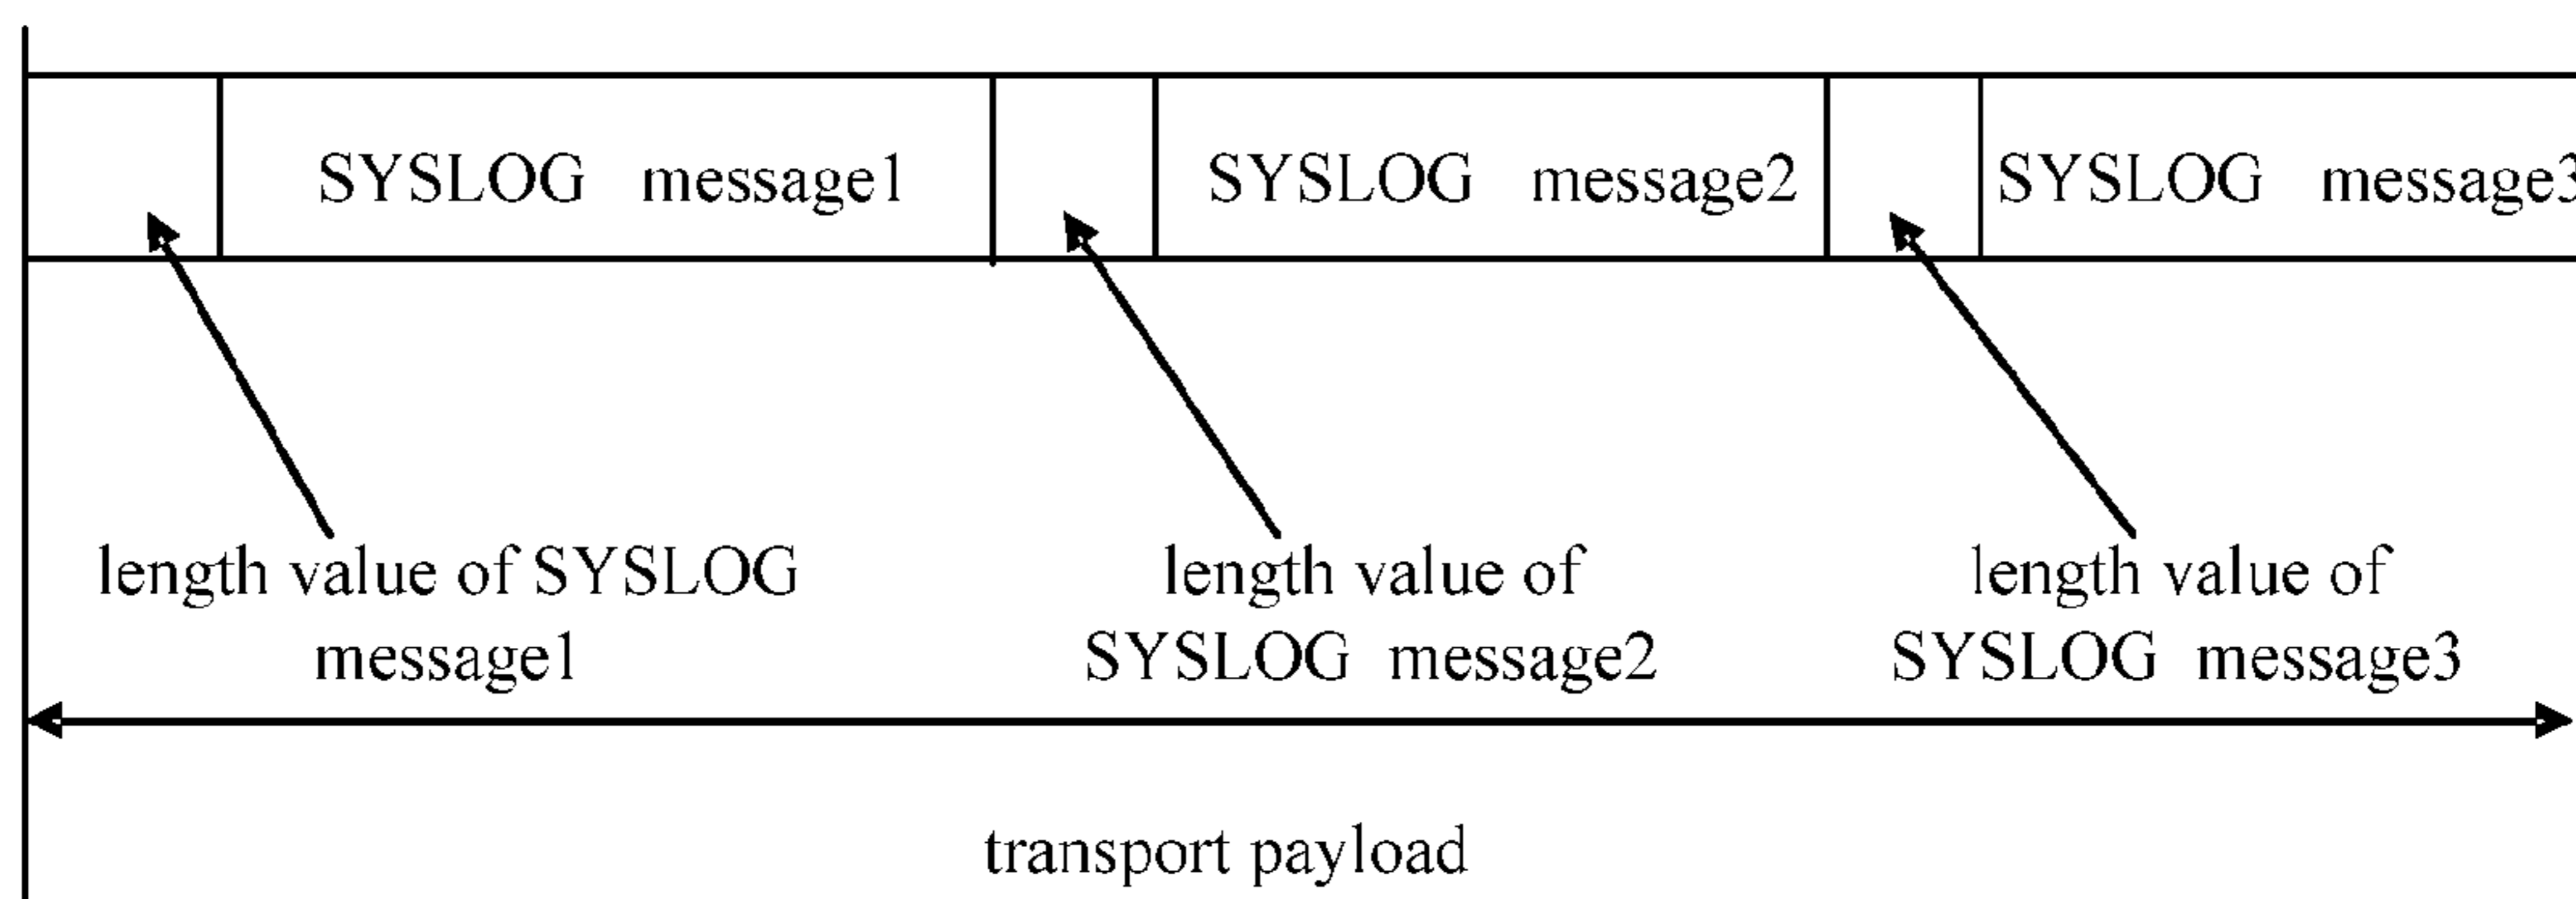 SYSLOG message1 SYSLOG message2 SYSLOG message3
length value of SYSLOG message1
length value of SYSLOG message2
length value of SYSLOG message3
transport payload